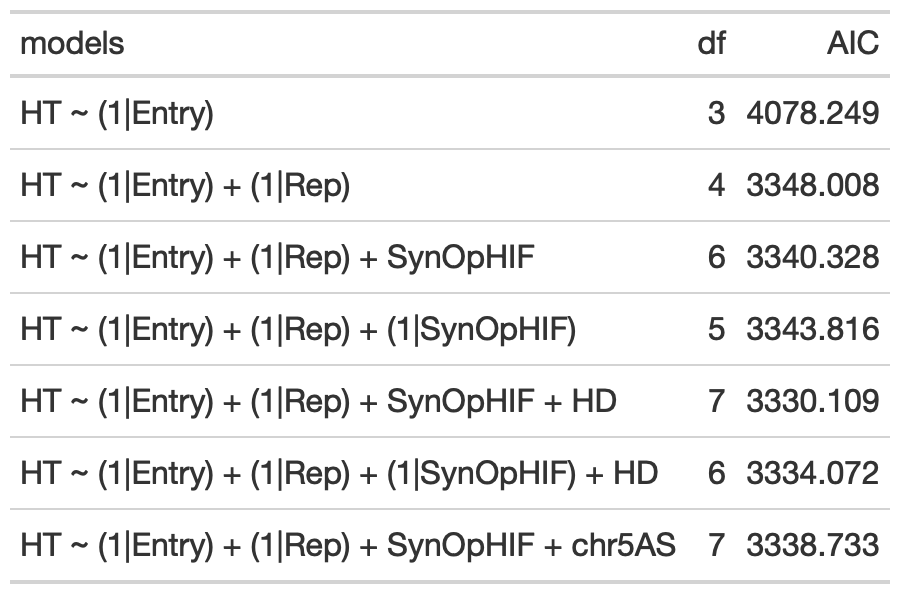 models df AIC
HT ~ (1|Entry) 3 4078.249
HT ~ (1|Entry) + (1|Rep) 4 3348.008
HT ~ (1|Entry) + (1|Rep) + SynOpHIF 6 3340.328
HT ~ (1|Entry) + (1|Rep) + (1|SynOpHIF) 5 3343.816
HT ~ (1|Entry) + (1|Rep) + SynOpHIF + HD 7 3330.109
HT ~ (1|Entry) + (1|Rep) + (1|SynOpHIF) + HD 6 3334.072
HT ~ (1|Entry) + (1|Rep) + SynOpHIF + chr5AS 7 3338.733